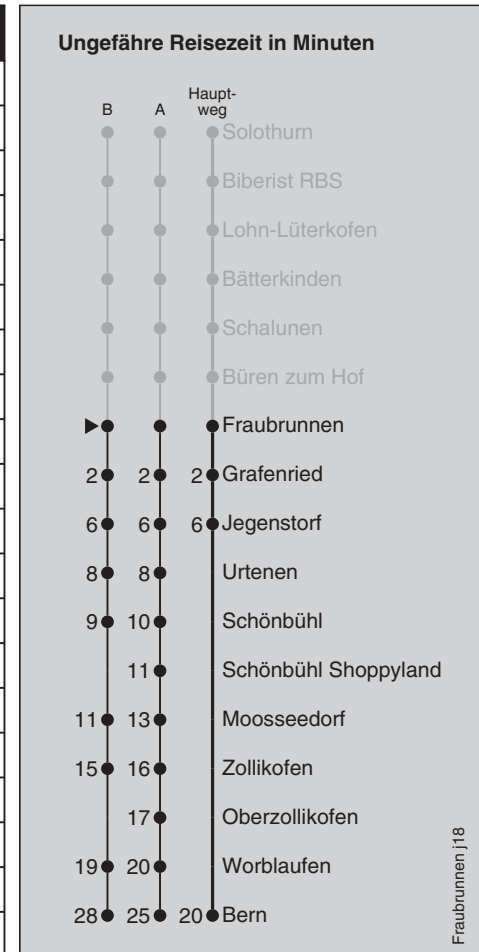 Ungefähre Reisezeit in Minuten
B A Haupt-
weg
Solothurn
Biberist RBS
Lohn-Lüterkofen
Bätterkinden
Schalunen
Büren zum Hof
Fraubrunnen
2 2 2 Grafenried
6 6 6 Jegenstorf
8 8 Urtenen
9 10 Schönbühl
11 Schönbühl Shoppyland
11 13 Moosseedorf
15 16 Zollikofen
17 Oberzollikofen
19 20 Worblaufen
28 25 20 Bern
Fraubrunnen j18